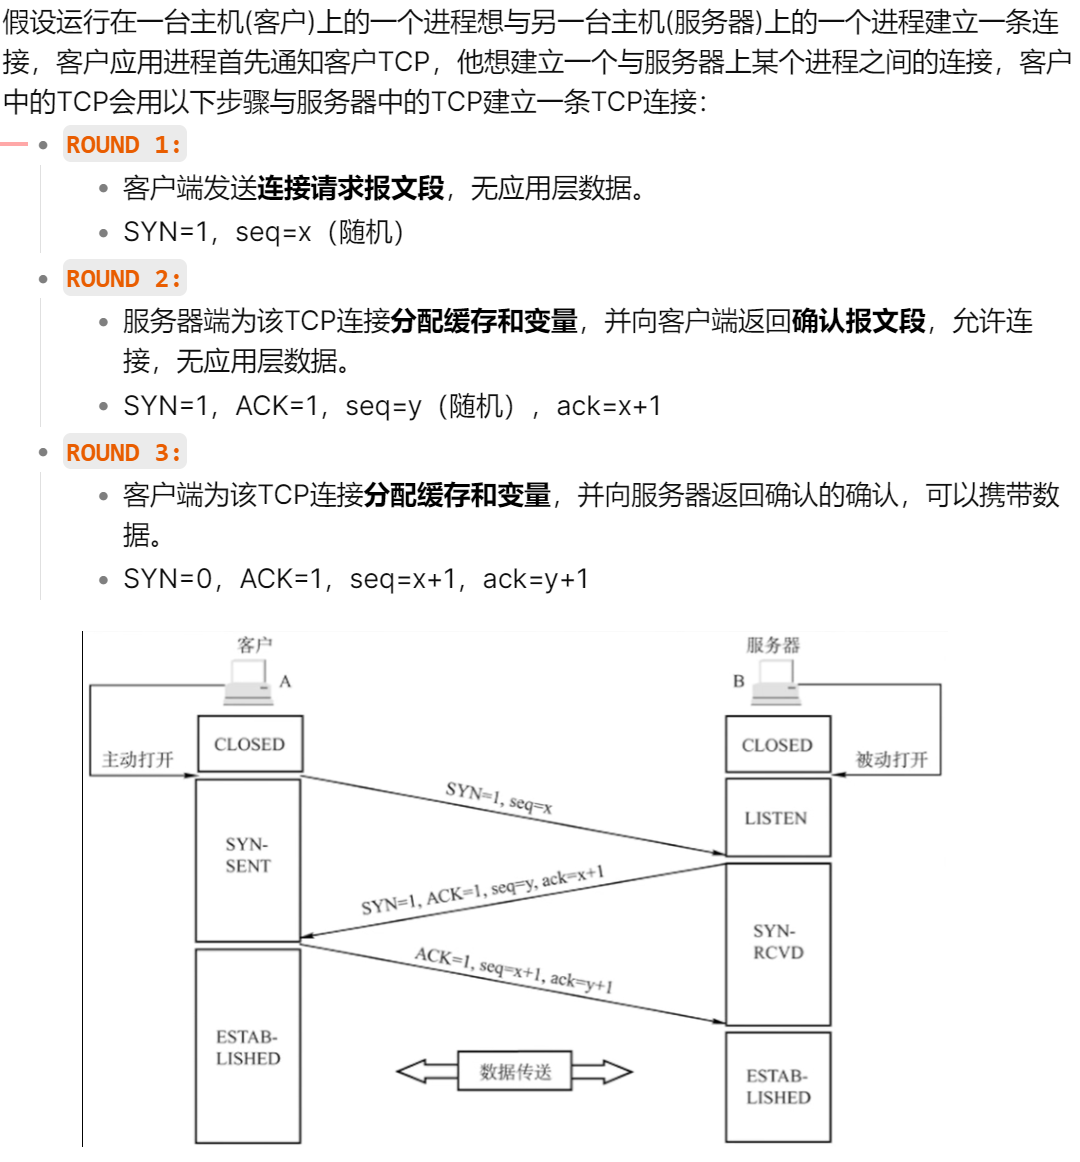 假设运行在一台主机(客户)上的一个进程想与另一台主机(服务器)上的一个进程建立一条连
接，客户应用进程首先通知客户TCP，他想建立一个与服务器上某个进程之间的连接，客户
中的TCP会用以下步骤与服务器中的TCP建立一条TCP连接：
ROUND 1:
客户端发送连接请求报文段，无应用层数据。
SYN=1，seq=x（随机）
ROUND 2:
服务器端为该TCP连接分配缓存和变量，并向客户端返回确认报文段，允许连
接，无应用层数据。
SYN=1，ACK=1，seq=y（随机）, ack=x+1
ROUND 3:
客户端为该TCP连接分配缓存和变量，并向服务器返回确认的确认，可以携带数
据。
SYN=0，ACK=1，seq=x+1，ack=y+1
客户
服务器
A
B
CLOSED
CLOSED
主动打开
被动打开
SYN=1, seq=x
LISTEN
SYN-
SENT
SYN=1, ACK=1, seq=y, ack=x+1
SYN-
RCVD
ACK=1, seq=x+1, ack=y+1
ESTAB-
LISHED
数据传送
ESTAB-
LISHED